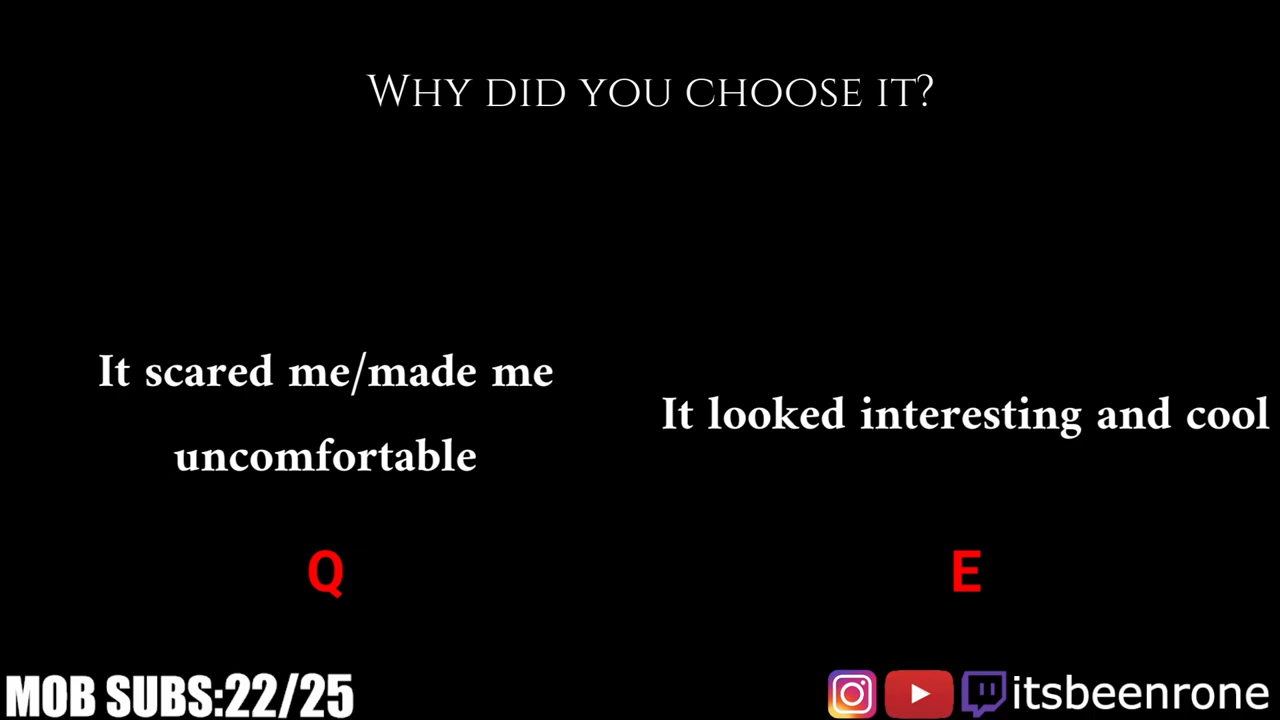 Why did you choose it?
It scared me/made me
uncomfortable
It looked interesting and cool
Q
E
MOB SUBS:22/25
itsbeenrone